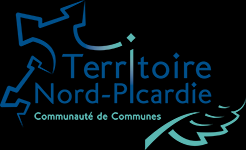 Territoire
Nord-Picardie
Communauté de Communes